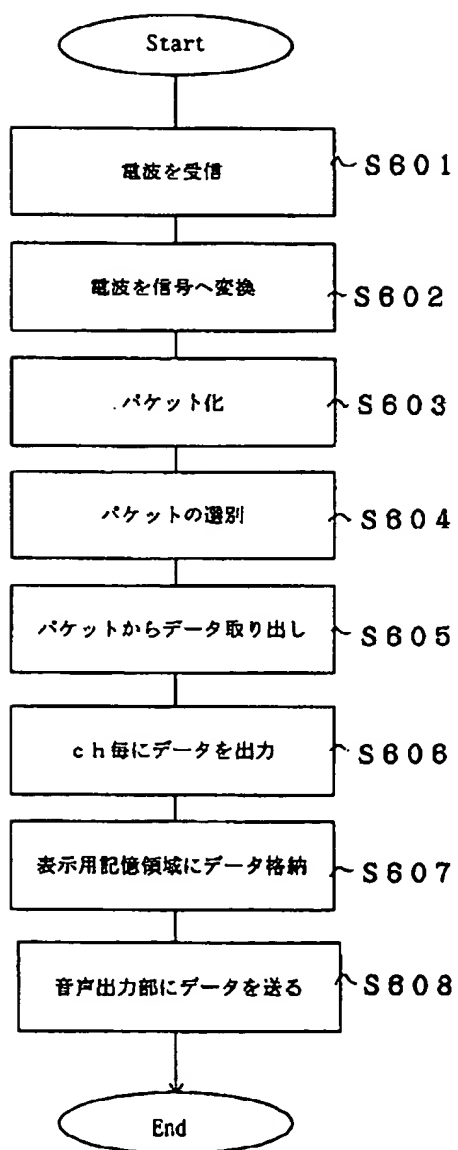 Start
電波を受信 S601
電波を信号へ変換 S602
パケット化 S603
パケットの選別 S604
パケットからデータ取り出し S605
ch毎にデータを出力 S606
表示用記憶領域にデータ格納 S607
音声出力部にデータを送る S608
End